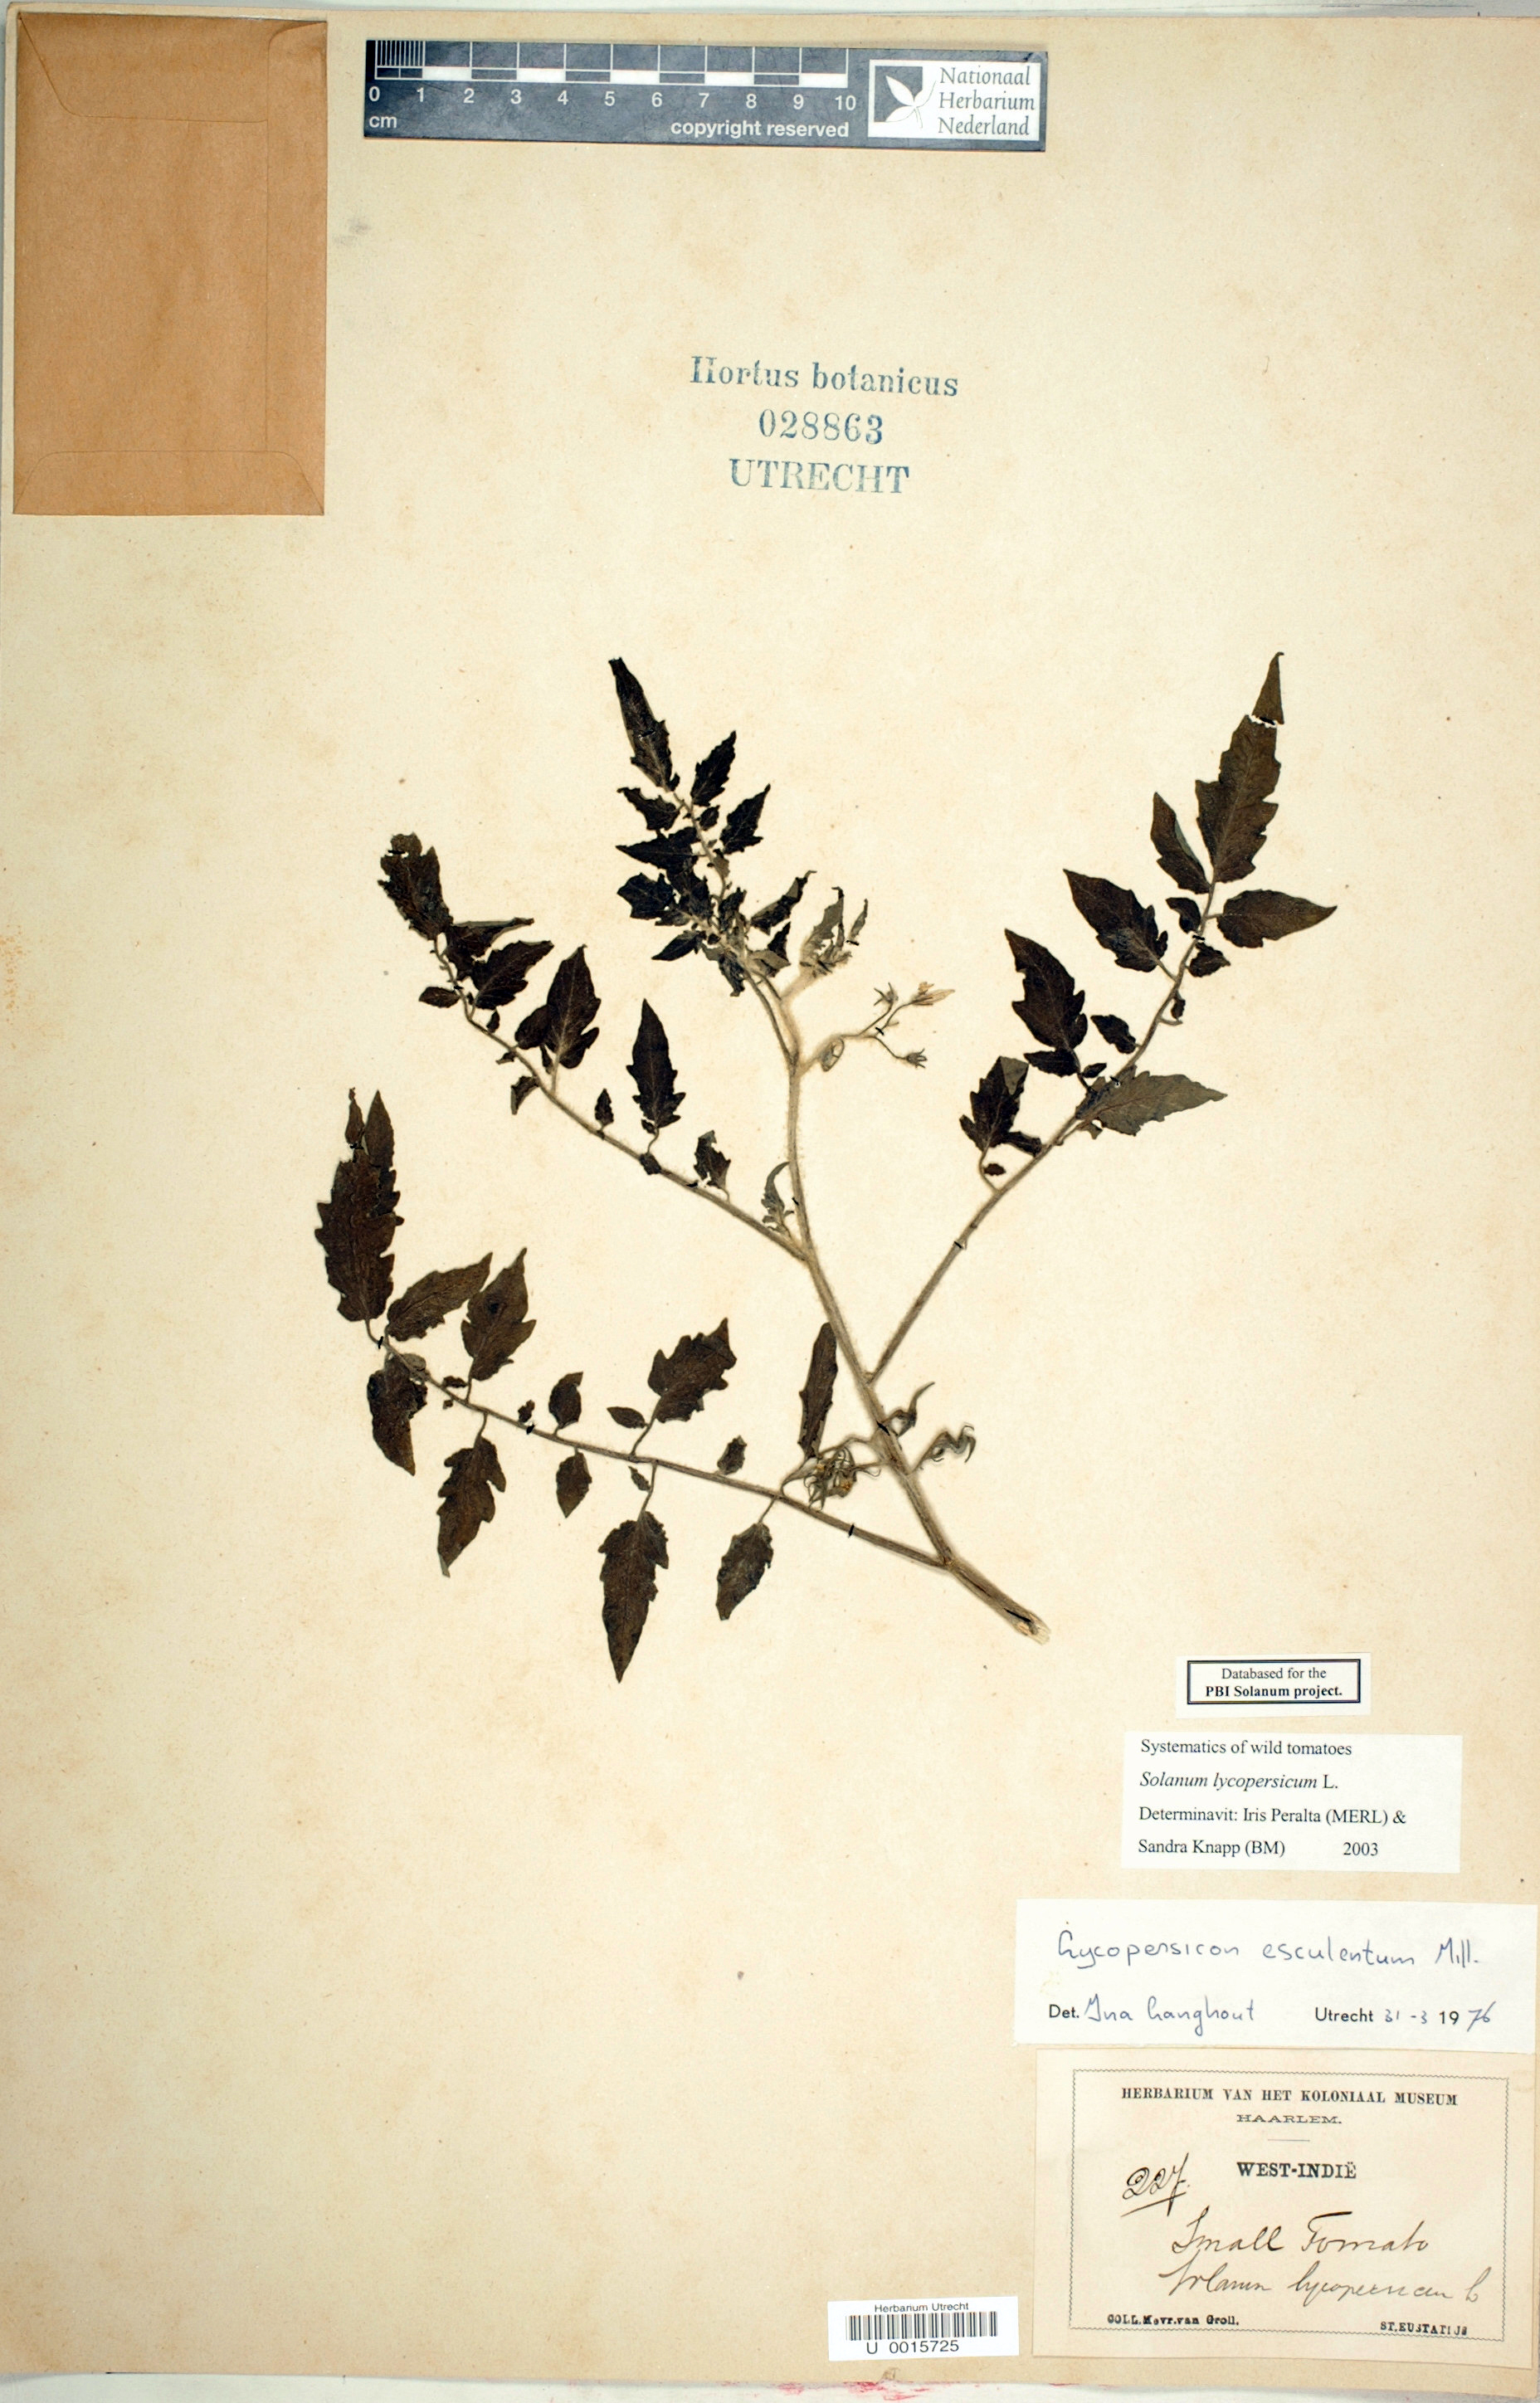 0 1 2 3 4 5 6 7 8 9 10
cm
copyright reserved
Nationaal
Herbarium
Nederland
Hortus botanicus
028863
UTRECHT
Databased for the
PBI Solanum project.
Systematics of wild tomatoes
Solanum lycopersicum L.
Determinavit: Iris Peralta (MERL) &
Sandra Knapp (BM) 2003
Lycopersicon esculentum Mill.
Det. Ina Langhout Utrecht 31-3 1976
HERBARIUM VAN HET KOLONIAAL MUSEUM
HAARLEM.
WEST-INDIË
227.
Small Tomato
Solanum lycopersicum L
COLL. Mevr. van Groll.
ST. EUSTATIUS
Herbarium Utrecht
U 0015725